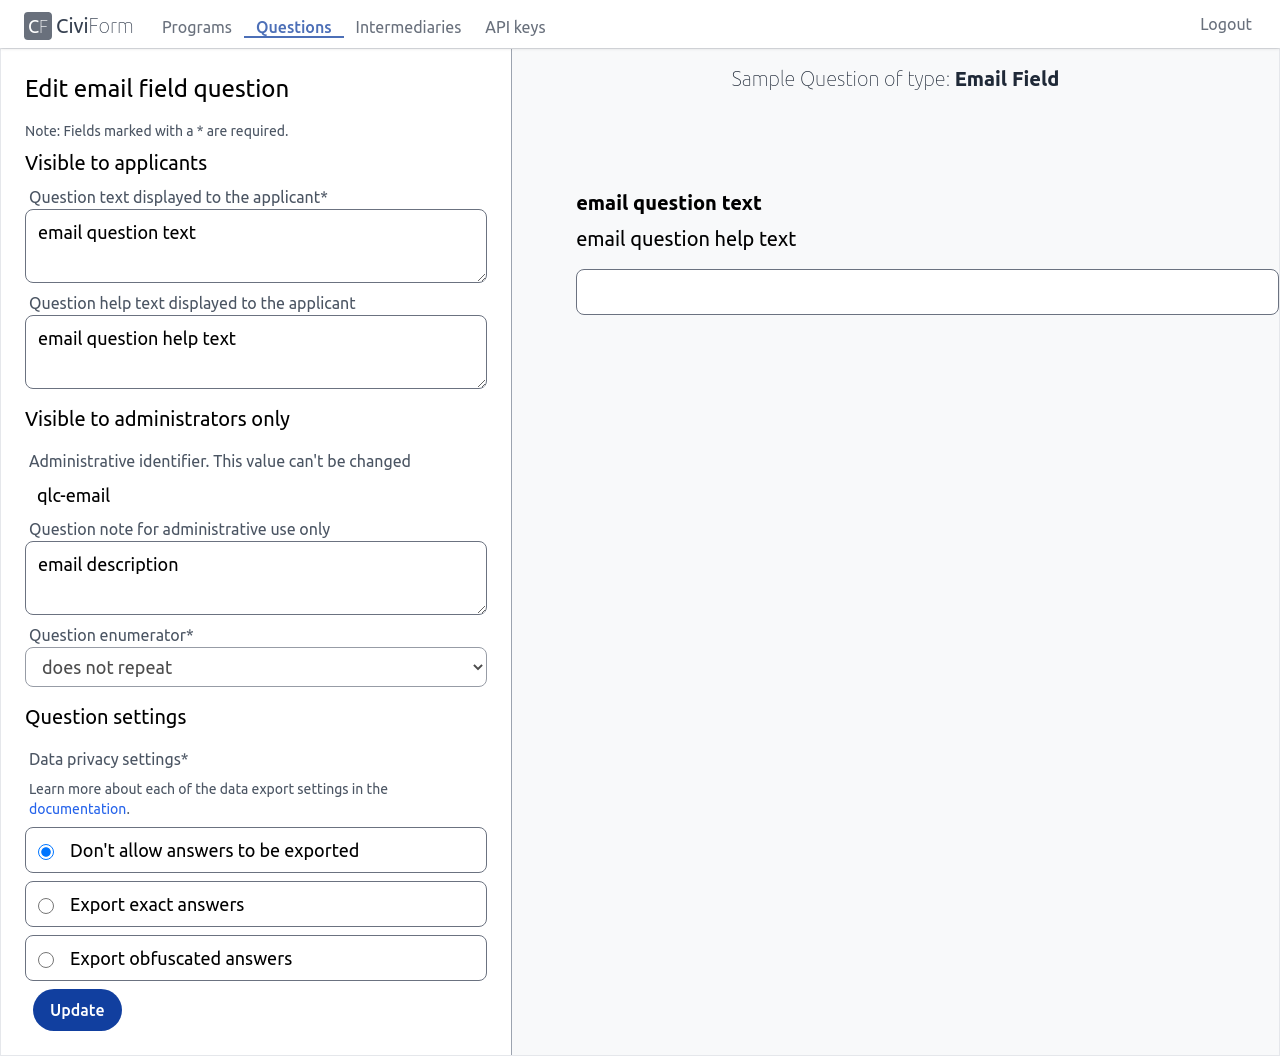 CF CiviForm Programs Questions Intermediaries API keys Logout
Edit email field question
Note: Fields marked with a * are required.
Visible to applicants
Question text displayed to the applicant*
email question text
Question help text displayed to the applicant
email question help text
Visible to administrators only
Administrative identifier. This value can't be changed
qlc-email
Question note for administrative use only
email description
Question enumerator*
does not repeat
Question settings
Data privacy settings*
Learn more about each of the data export settings in the
documentation.
Don't allow answers to be exported
Export exact answers
Export obfuscated answers
Update
Sample Question of type: Email Field
email question text
email question help text